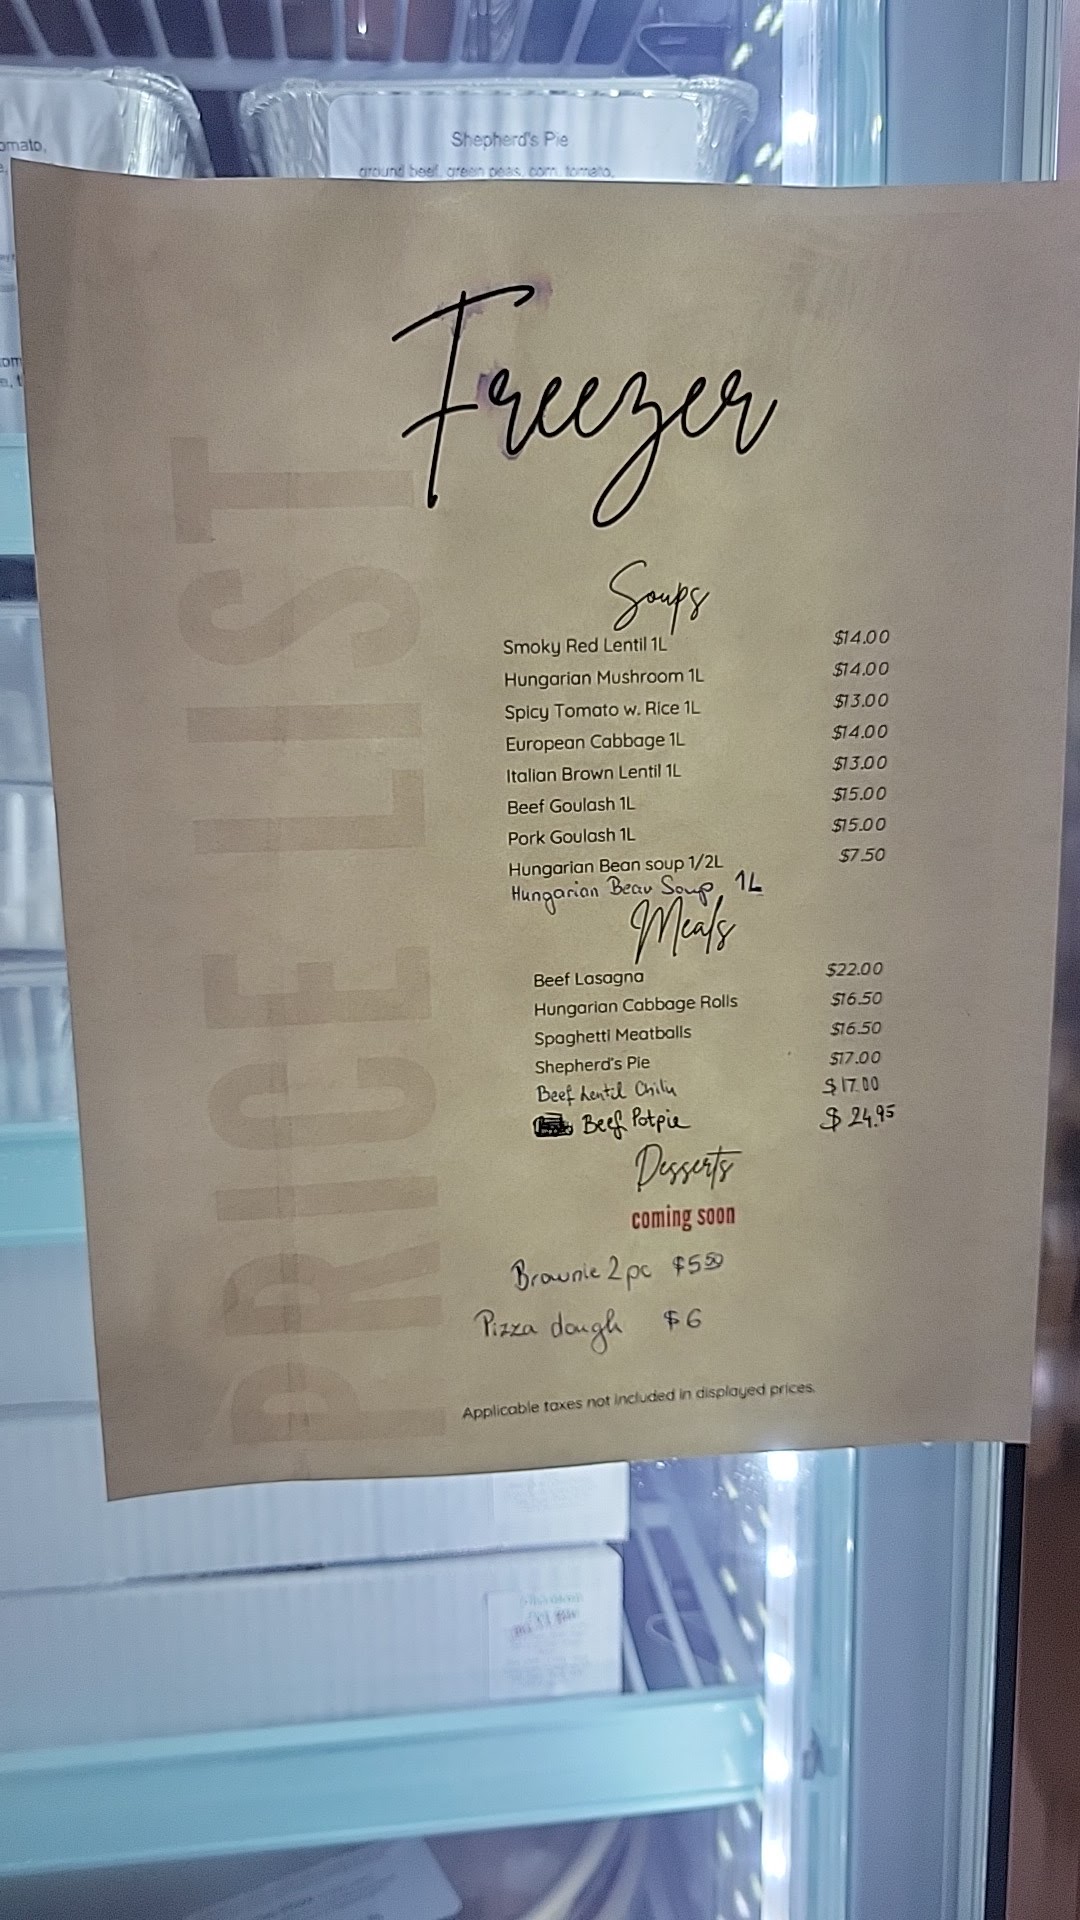 omato,
Shepherd's Pie
ground beef, green peas, corn, tomato,
Freezer
PRICE LIST
Soups
Smoky Red Lentil 1L $14.00
Hungarian Mushroom 1L $14.00
Spicy Tomato w. Rice 1L $13.00
European Cabbage 1L $14.00
Italian Brown Lentil 1L $13.00
Beef Goulash 1L $15.00
Pork Goulash 1L $15.00
Hungarian Bean soup 1/2L $7.50
Hungarian Bean Soup 1L
Meals
Beef Lasagna $22.00
Hungarian Cabbage Rolls $16.50
Spaghetti Meatballs $16.50
Shepherd's Pie $17.00
Beef Lentil Chili $17.00
Beef Potpie $24.95
Desserts
coming soon
Brownie 2pc $5.50
Pizza dough $6
Applicable taxes not included in displayed prices.